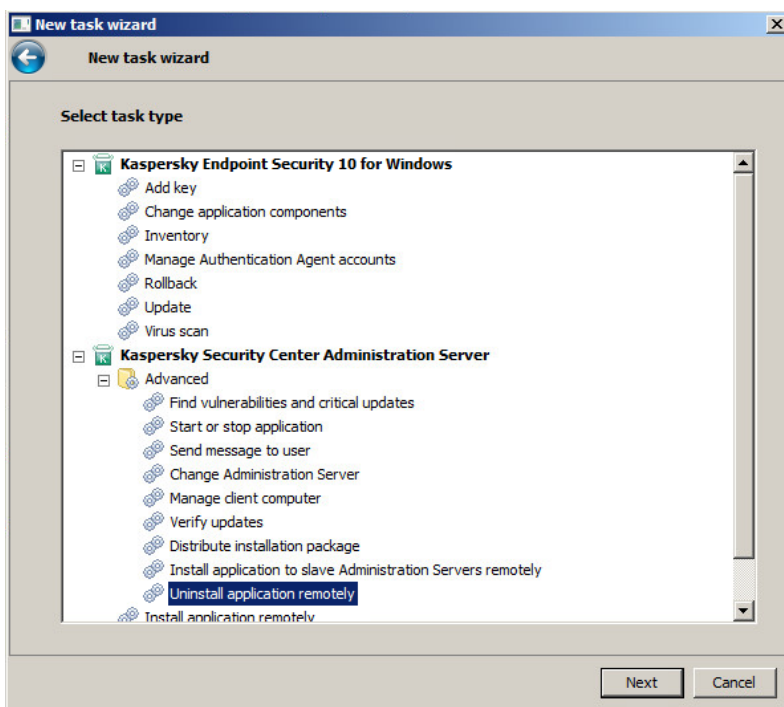 New task wizard
New task wizard
Select task type
Kaspersky Endpoint Security 10 for Windows
Add key
Change application components
Inventory
Manage Authentication Agent accounts
Rollback
Update
Virus scan
Kaspersky Security Center Administration Server
Advanced
Find vulnerabilities and critical updates
Start or stop application
Send message to user
Change Administration Server
Manage client computer
Verify updates
Distribute installation package
Install application to slave Administration Servers remotely
Uninstall application remotely
Install application remotely
Next Cancel